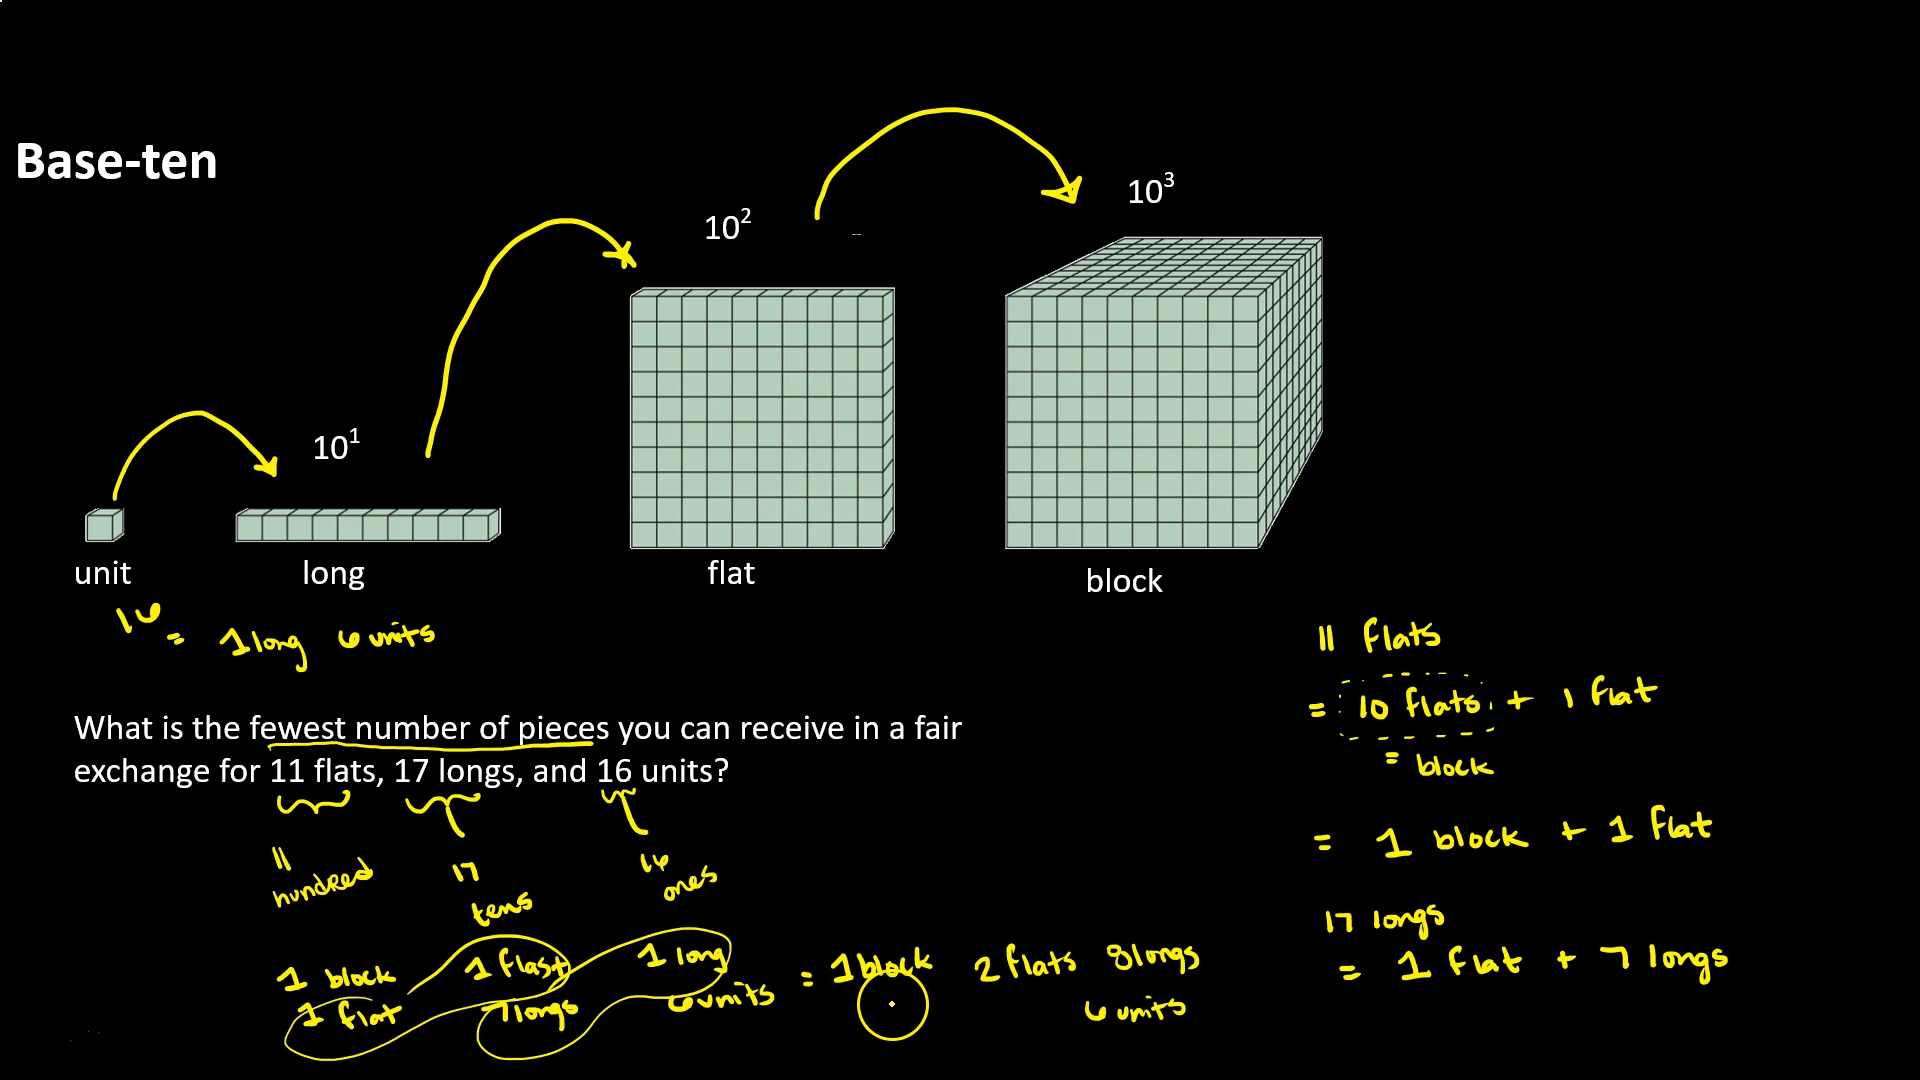 Base-ten
10³
10²
10¹
unit
long
flat
block
16 = 1 long 6 units
What is the fewest number of pieces you can receive in a fair
exchange for 11 flats, 17 longs, and 16 units?
11 hundred
17 tens
16 ones
1 block 1 flast 1 long
1 flat 7 longs 6 units
= 1 block 2 flats 8 longs
6 units
11 flats
= 10 flats + 1 flat
= block
= 1 block + 1 flat
17 longs
= 1 flat + 7 longs